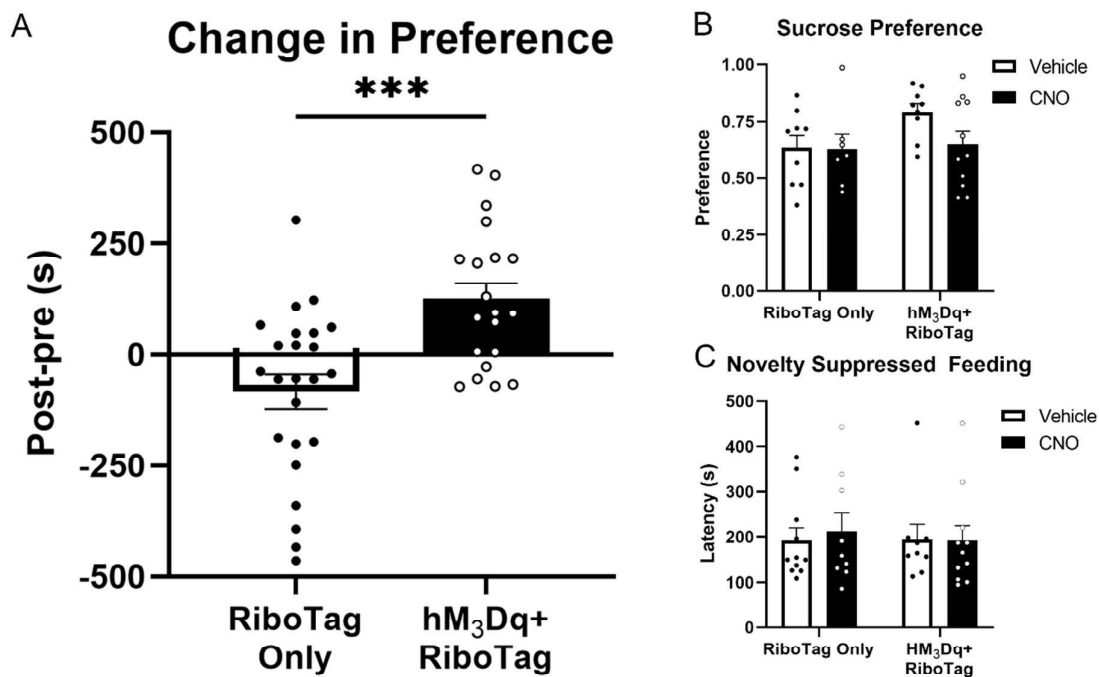 A
Change in Preference
***
Post-pre (s)
500
250
0
-250
-500
RiboTag
Only
hM₃Dq+
RiboTag
B
Sucrose Preference
Preference
1.00
0.75
0.50
0.25
0.00
RiboTag Only
hM₃Dq+
RiboTag
Vehicle
CNO
C
Novelty Suppressed Feeding
Latency (s)
500
400
300
200
100
0
RiboTag Only
HM₃Dq+
RiboTag
Vehicle
CNO